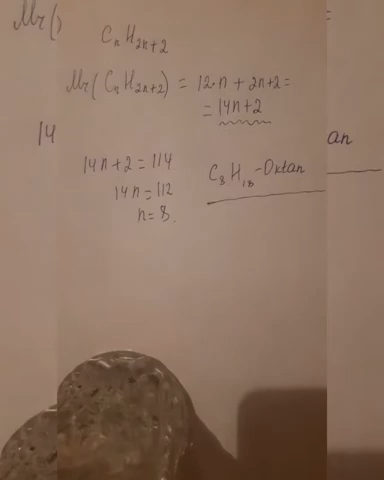 Mr()
CnH2n+2
Mr(CnH2n+2) = 12·n + 2n+2=
= 14n+2
14
14n+2=114
14n=112
n=8.
C8H18-Oktan
an
=